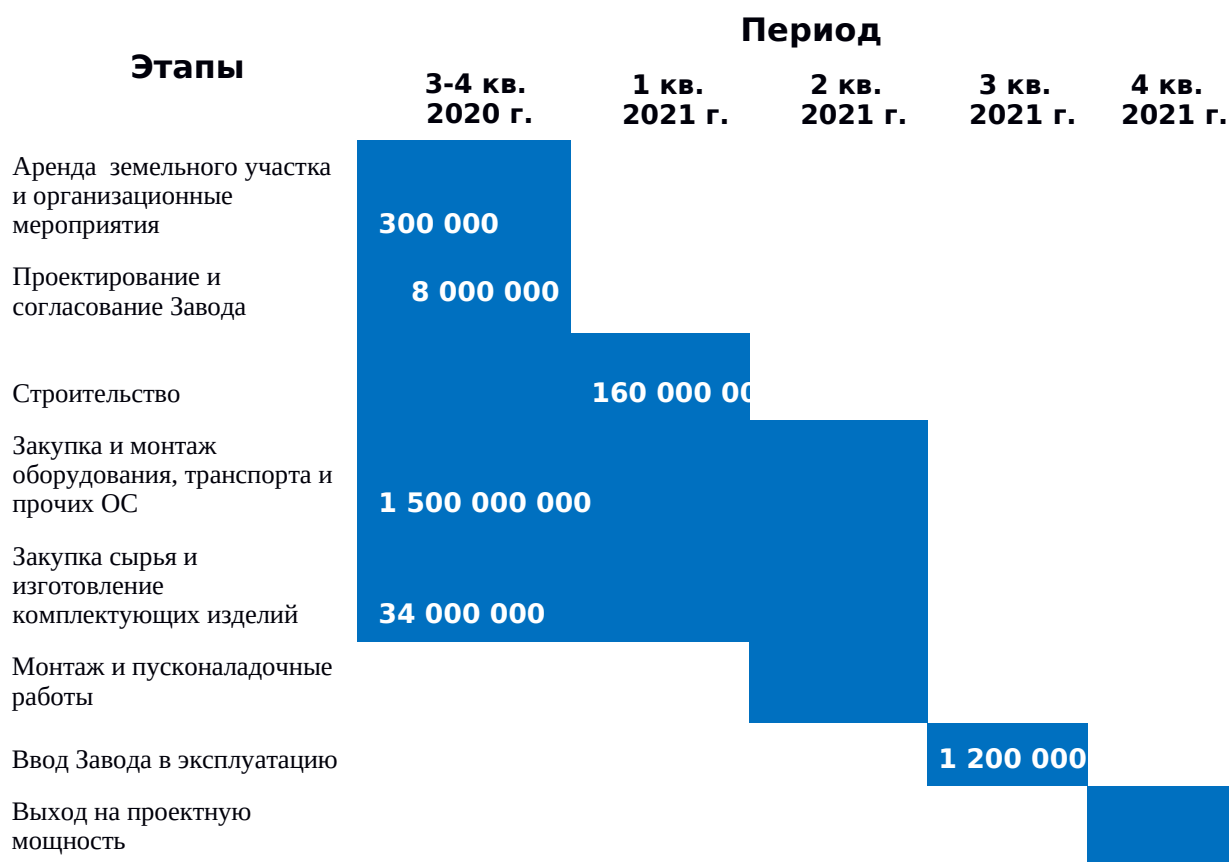 Период
Этапы
3-4 кв.
2020 г.
1 кв.
2021 г.
2 кв.
2021 г.
3 кв.
2021 г.
4 кв.
2021 г.
Аренда земельного участка
и организационные
мероприятия
300 000
Проектирование и
согласование Завода
8 000 000
Строительство
160 000 00
Закупка и монтаж
оборудования, транспорта и
прочих ОС
1 500 000 000
Закупка сырья и
изготовление
комплектующих изделий
34 000 000
Монтаж и пусконаладочные
работы
Ввод Завода в эксплуатацию
1 200 000
Выход на проектную
мощность